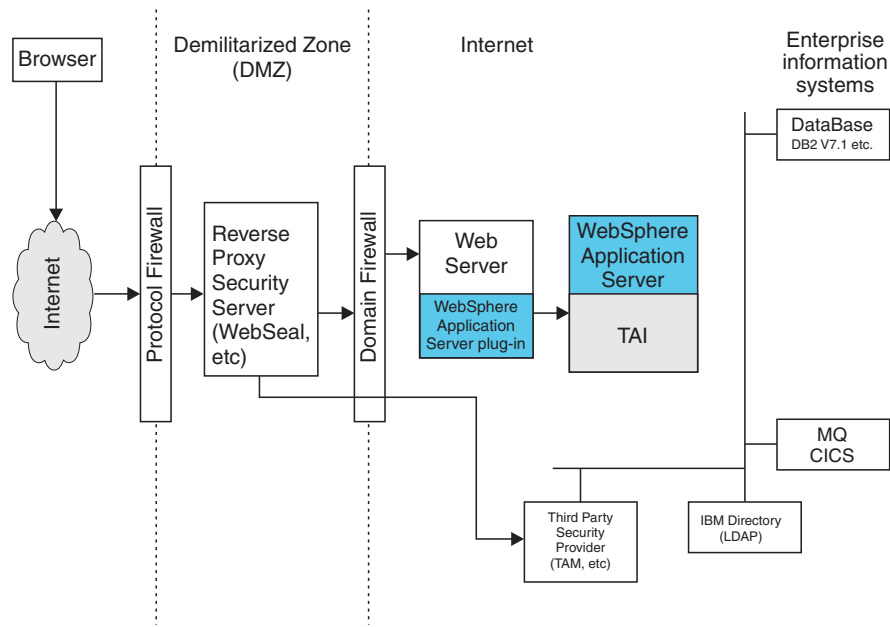 Browser
Demilitarized Zone
(DMZ)
Internet
Enterprise
information
systems
DataBase
DB2 V7.1 etc.
Internet
Protocol Firewall
Reverse
Proxy
Security
Server
(WebSeal,
etc)
Domain Firewall
Web
Server
WebSphere
Application
Server plug-in
WebSphere
Application
Server
TAI
MQ
CICS
Third Party
Security
Provider
(TAM, etc)
IBM Directory
(LDAP)